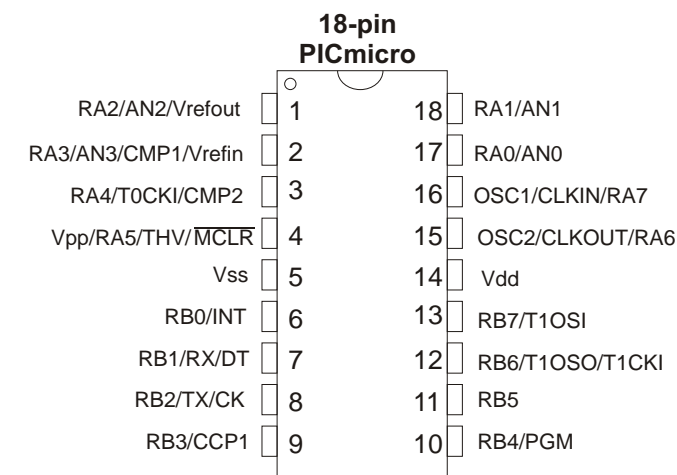 18-pin
PICmicro
RA2/AN2/Vrefout 1 18 RA1/AN1
RA3/AN3/CMP1/Vrefin 2 17 RA0/AN0
RA4/T0CKI/CMP2 3 16 OSC1/CLKIN/RA7
Vpp/RA5/THV/MCLR 4 15 OSC2/CLKOUT/RA6
Vss 5 14 Vdd
RB0/INT 6 13 RB7/T1OSI
RB1/RX/DT 7 12 RB6/T1OSO/T1CKI
RB2/TX/CK 8 11 RB5
RB3/CCP1 9 10 RB4/PGM